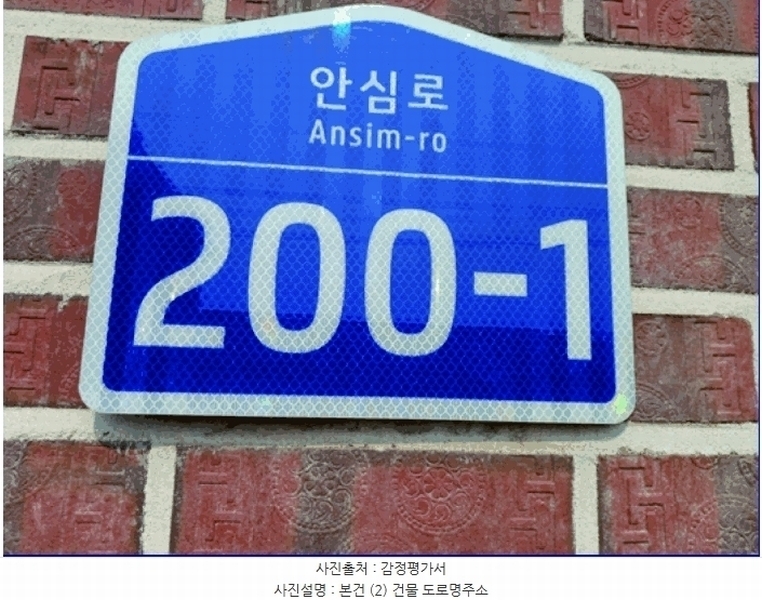 안심로
Ansim-ro
200-1
사진출처 : 감정평가서
사진설명 : 본건 (2) 건물 도로명주소